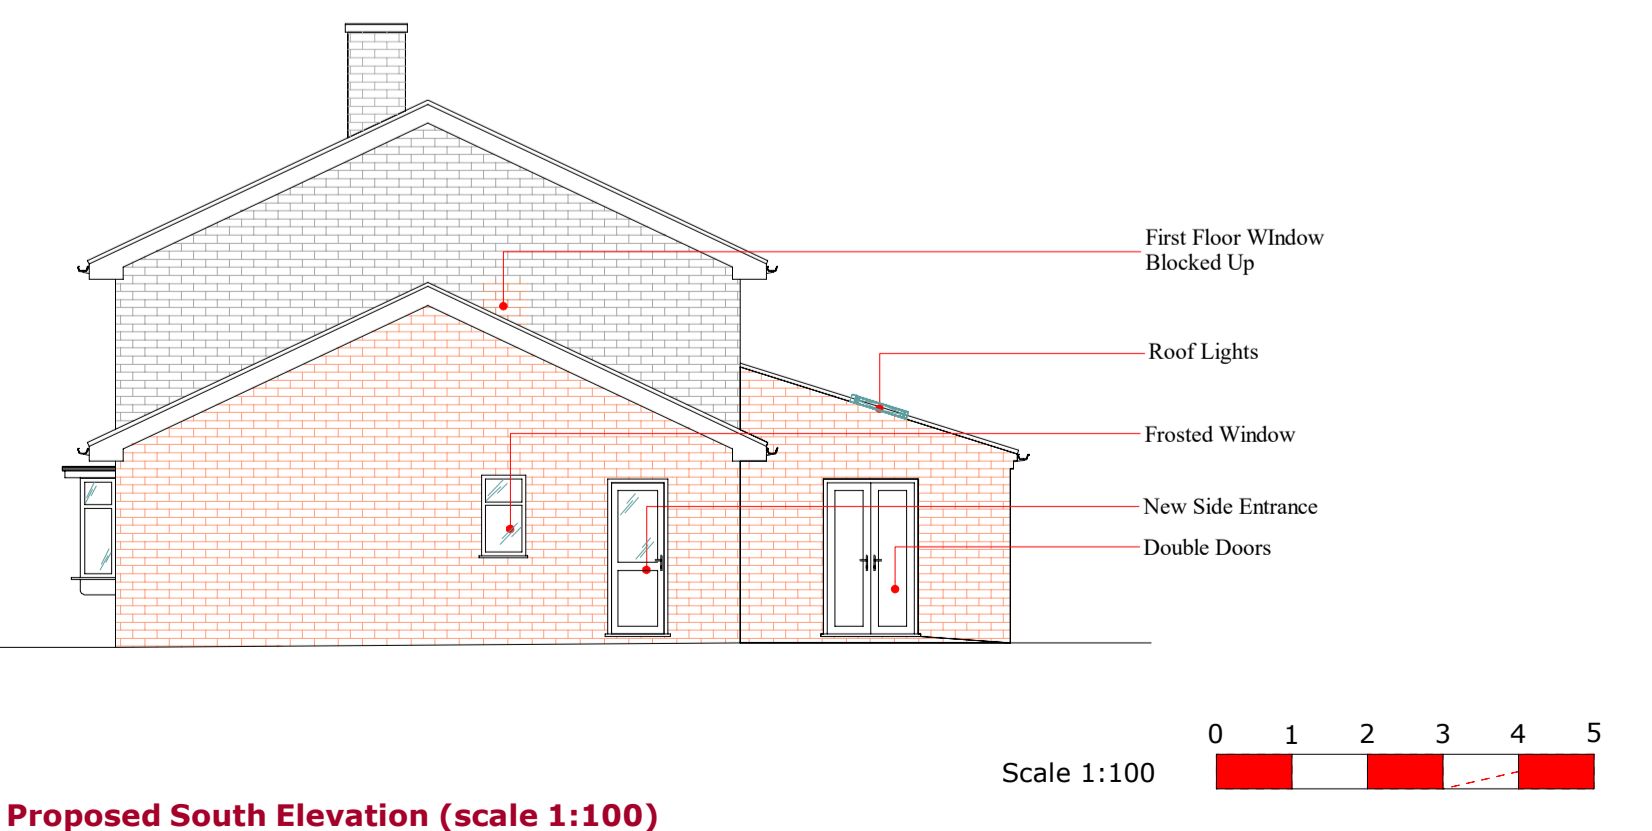 First Floor WIndow
Blocked Up
Roof Lights
Frosted Window
New Side Entrance
Double Doors
0 1 2 3 4 5
Scale 1:100
Proposed South Elevation (scale 1:100)